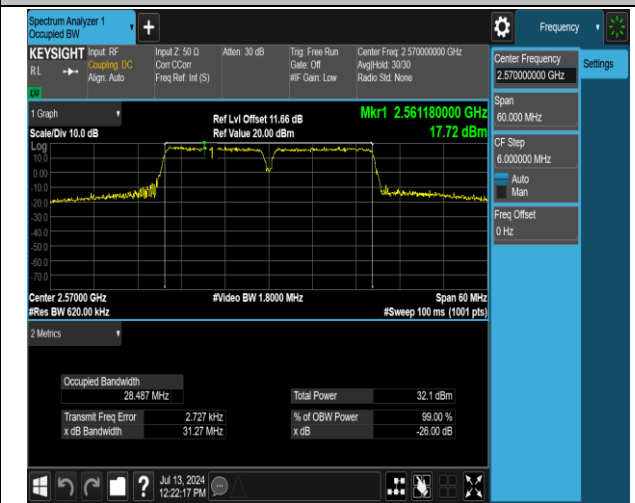 Spectrum Analyzer 1
Occupied BW
Frequency
KEYSIGHT
Input: RF
Input Z: 50 Ω
Atten: 30 dB
Trig: Free Run
Center Freq: 2.570000000 GHz
RL
Coupling: DC
Corr CCorr
Gate: Off
Avg|Hold: 30/30
Align: Auto
Freq Ref: Int (S)
#IF Gain: Low
Radio Std: None
LXI
Center Frequency
2.570000000 GHz
Settings
Span
60.000 MHz
CF Step
6.000000 MHz
Auto
Man
Freq Offset
0 Hz
1 Graph
Ref Lvl Offset 11.66 dB
Mkr1 2.561180000 GHz
Scale/Div 10.0 dB
Ref Value 20.00 dBm
17.72 dBm
Log
10.0
0.00
-10.0
-20.0
-30.0
-40.0
-50.0
-60.0
-70.0
1
Center 2.57000 GHz
#Video BW 1.8000 MHz
Span 60 MHz
#Res BW 620.00 kHz
#Sweep 100 ms (1001 pts)
2 Metrics
Occupied Bandwidth
28.487 MHz
Total Power
32.1 dBm
Transmit Freq Error
2.727 kHz
% of OBW Power
99.00 %
x dB Bandwidth
31.27 MHz
x dB
-26.00 dB
?
Jul 13, 2024
12:22:17 PM